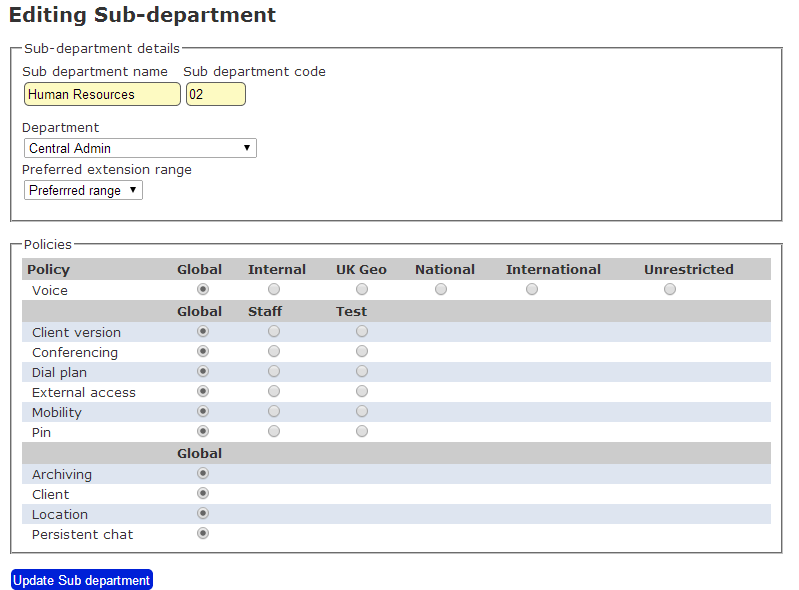 Editing Sub-department
Sub-department details
Sub department name Sub department code
Human Resources 02
Department
Central Admin
Preferred extension range
Preferrred range
Policies
Policy Global Internal UK Geo National International Unrestricted
Voice
Global Staff Test
Client version
Conferencing
Dial plan
External access
Mobility
Pin
Global
Archiving
Client
Location
Persistent chat
Update Sub department